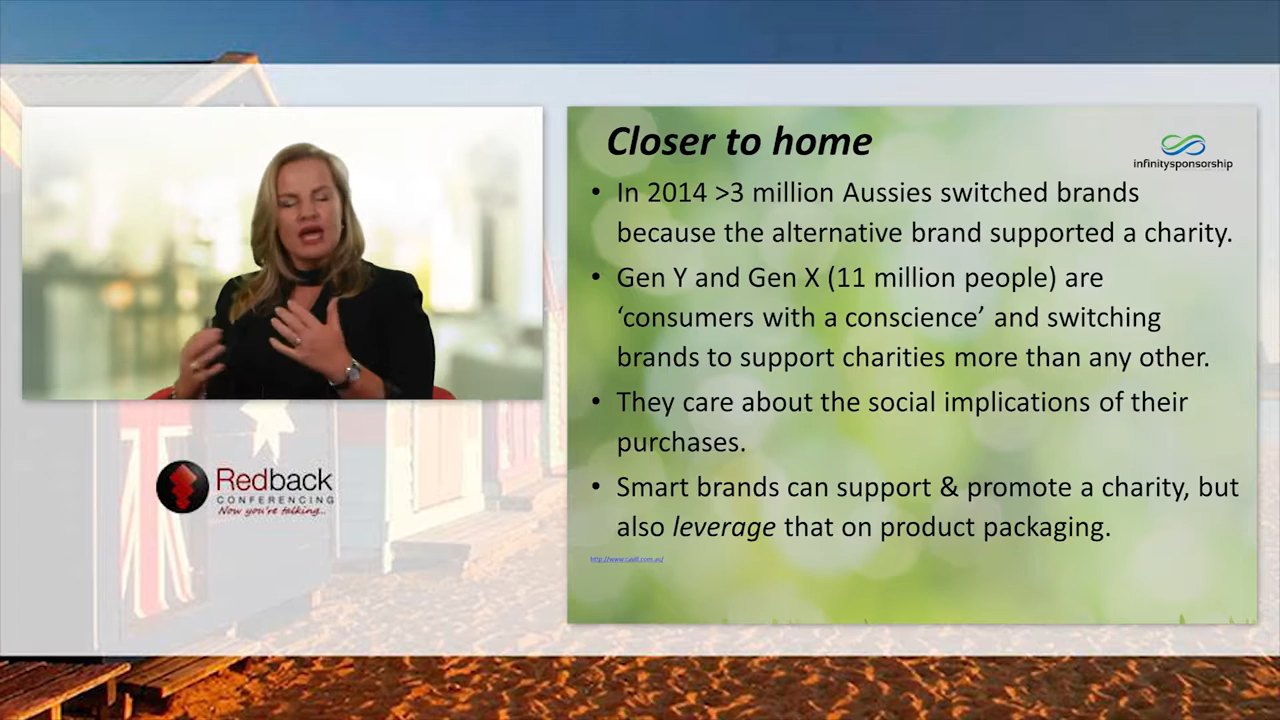 Closer to home
infinitysponsorship
• In 2014 >3 million Aussies switched brands
because the alternative brand supported a charity.
• Gen Y and Gen X (11 million people) are
‘consumers with a conscience’ and switching
brands to support charities more than any other.
• They care about the social implications of their
purchases.
• Smart brands can support & promote a charity, but
also leverage that on product packaging.
Redback
CONFERENCING
Now you're talking...